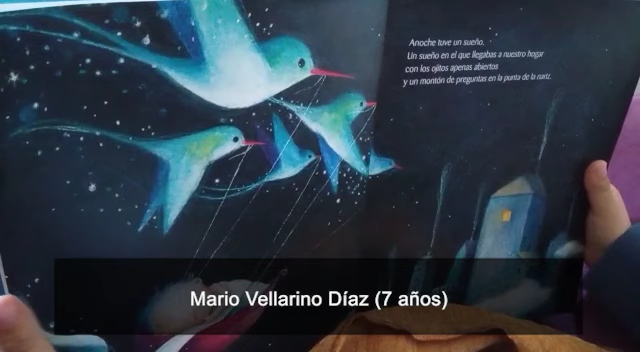 Anoche tuve un sueño.
Un sueño en el que llegabas a nuestro hogar
con los ojitos apenas abiertos
y un montón de preguntas en la punta de la nariz.
Mario Vellarino Díaz (7 años)